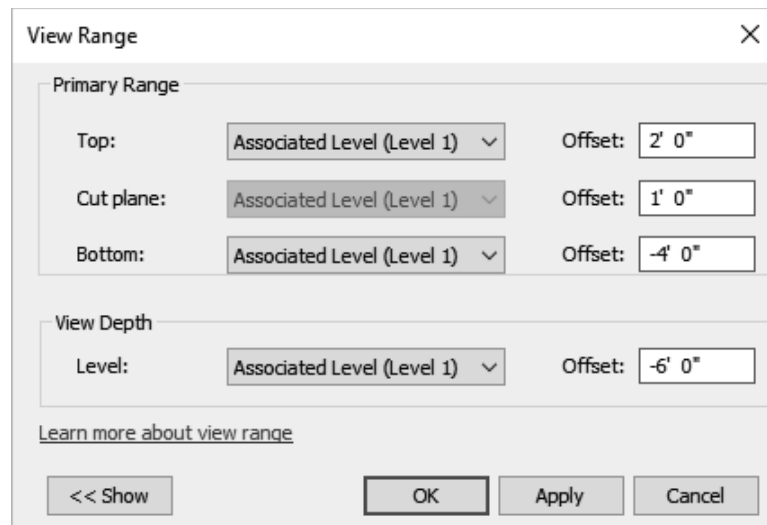 View Range
Primary Range
Top: Associated Level (Level 1) Offset: 2' 0"
Cut plane: Associated Level (Level 1) Offset: 1' 0"
Bottom: Associated Level (Level 1) Offset: -4' 0"
View Depth
Level: Associated Level (Level 1) Offset: -6' 0"
Learn more about view range
<< Show OK Apply Cancel